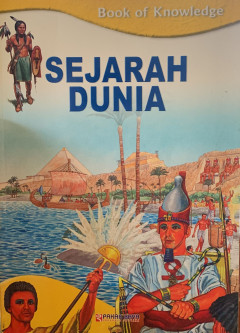 Book of Knowledge
SEJARAH
DUNIA